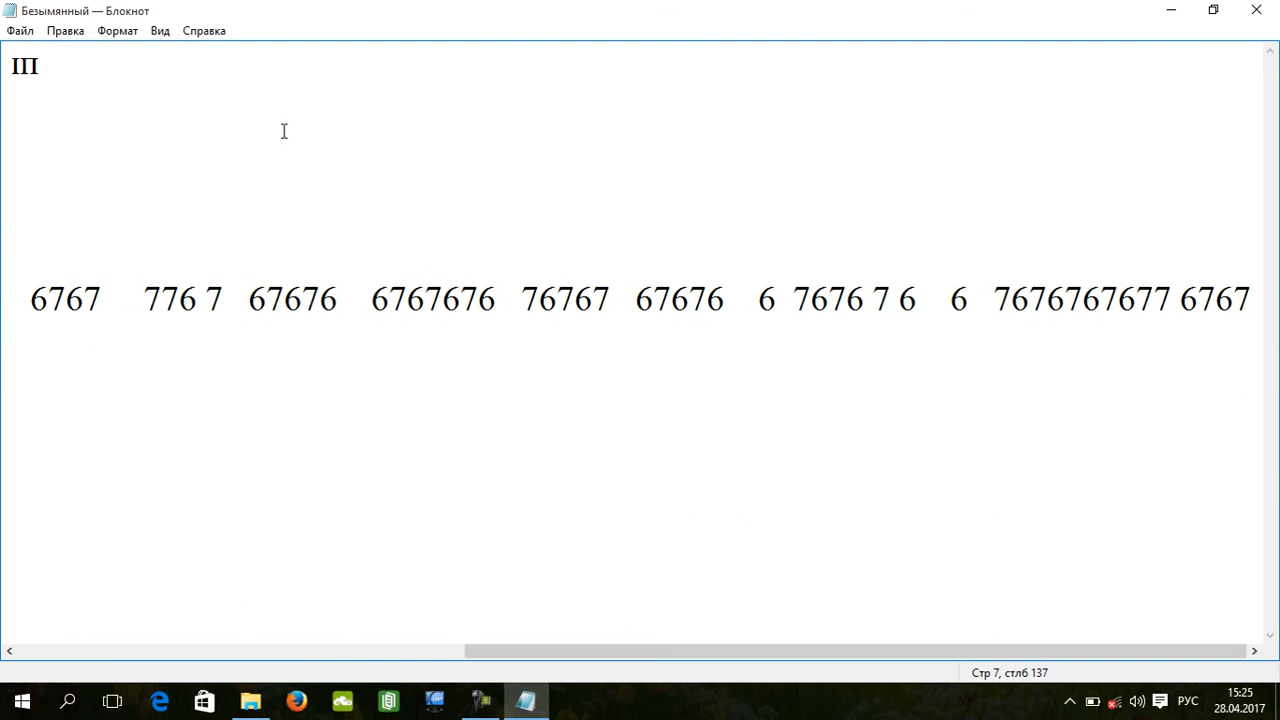 Безымянный — Блокнот
Файл Правка Формат Вид Справка
ІП
6767 776 7 67676 6767676 76767 67676 6 7676 7 6 6 7676767677 6767
Стр 7, стлб 137
РУС
15:25
28.04.2017